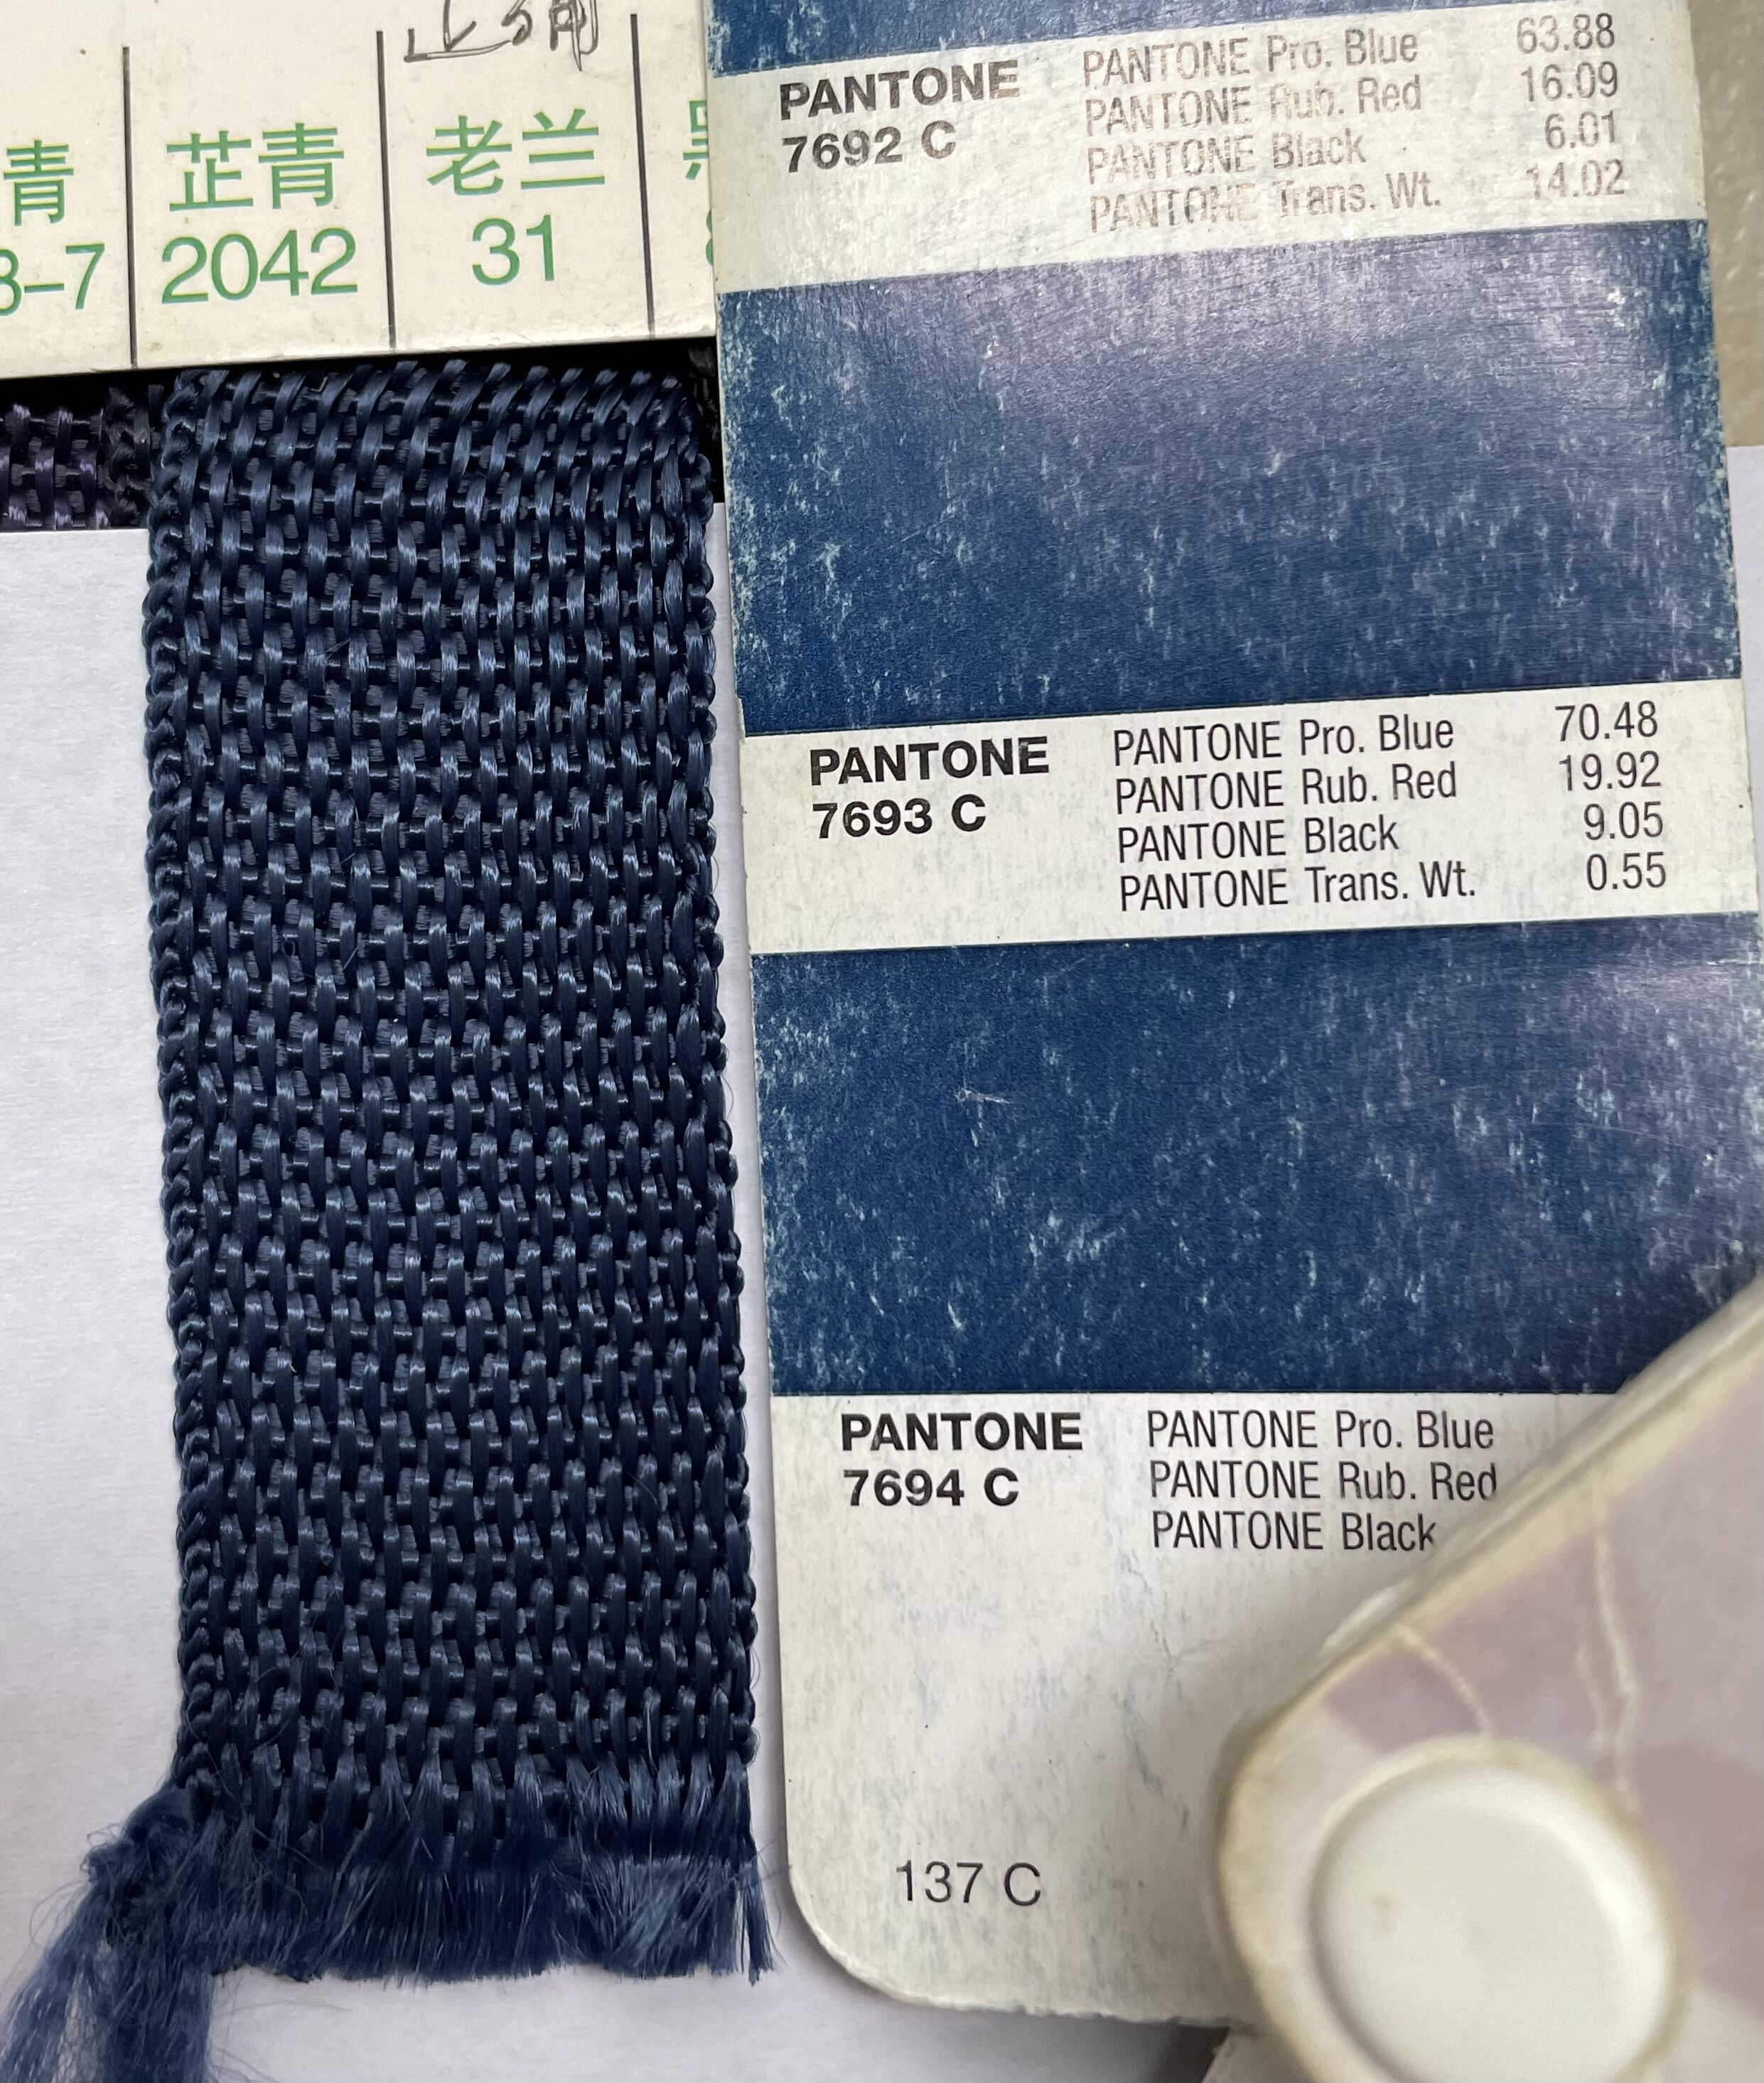 青
3-7
芷青
2042
老兰
31
PANTONE
7692 C
PANTONE Pro. Blue 63.88
PANTONE Rub. Red 16.09
PANTONE Black 6.01
PANTONE Trans. Wt. 14.02
PANTONE
7693 C
PANTONE Pro. Blue 70.48
PANTONE Rub. Red 19.92
PANTONE Black 9.05
PANTONE Trans. Wt. 0.55
PANTONE
7694 C
PANTONE Pro. Blue
PANTONE Rub. Red
PANTONE Black
137 C